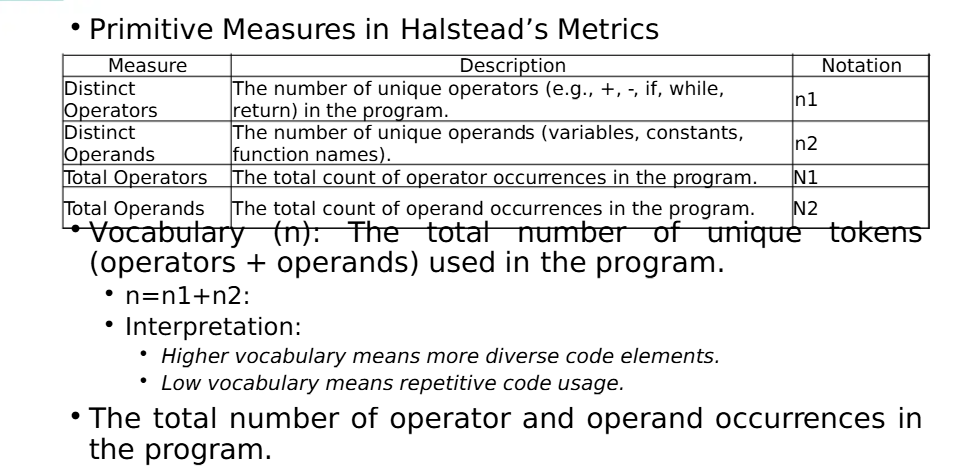 • Primitive Measures in Halstead’s Metrics
Measure Description Notation
Distinct Operators The number of unique operators (e.g., +, -, if, while, return) in the program. n1
Distinct Operands The number of unique operands (variables, constants, function names). n2
Total Operators The total count of operator occurrences in the program. N1
Total Operands The total count of operand occurrences in the program. N2
• Vocabulary (n): The total number of unique tokens
(operators + operands) used in the program.
• n=n1+n2:
• Interpretation:
• Higher vocabulary means more diverse code elements.
• Low vocabulary means repetitive code usage.
• The total number of operator and operand occurrences in
the program.